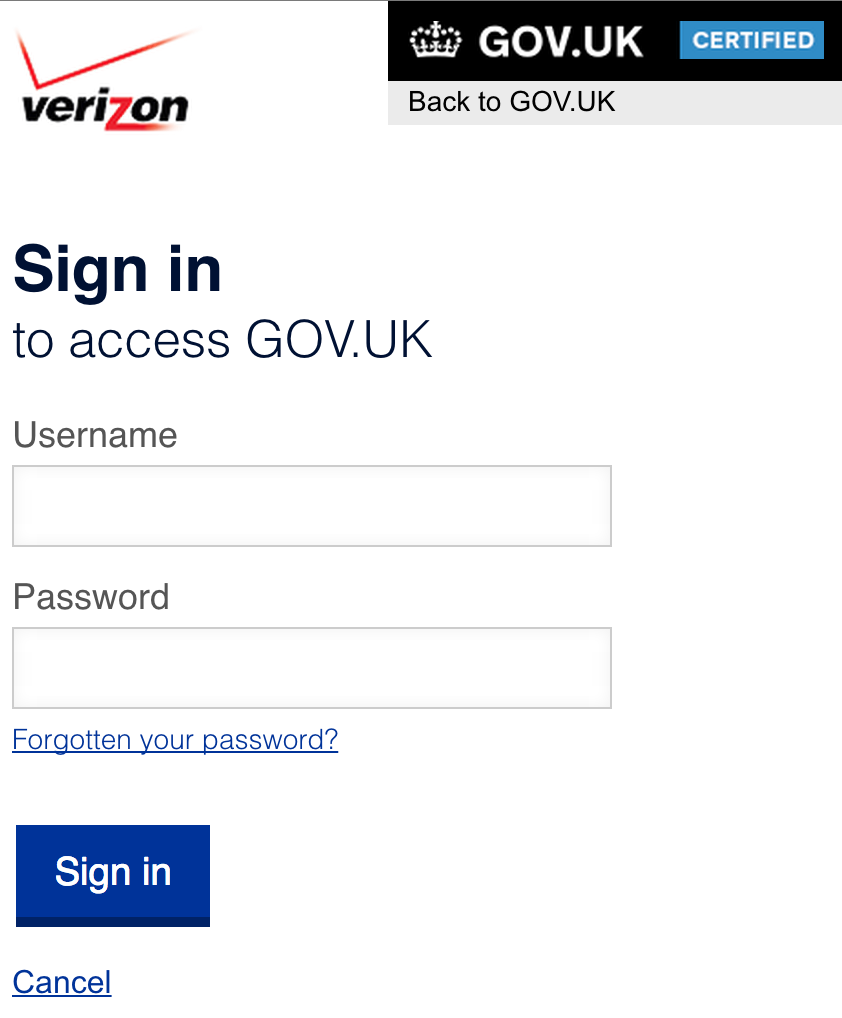 verizon
GOV.UK CERTIFIED
Back to GOV.UK
Sign in
to access GOV.UK
Username
Password
Forgotten your password?
Sign in
Cancel